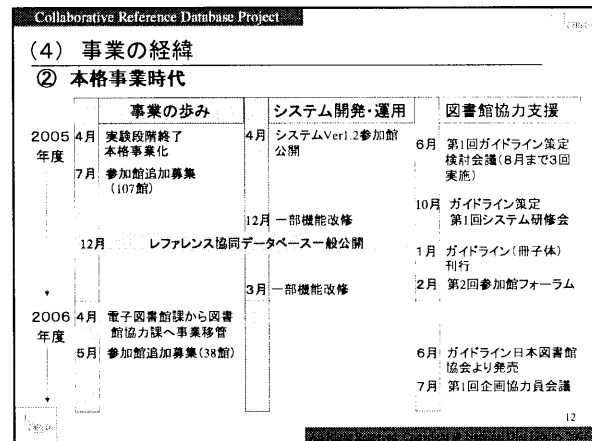 Collaborative Reference Database Project
(4) 事業の経緯
② 本格事業時代
事業の歩み
システム開発・運用
図書館協力支援
2005
年度
4月 実験段階終了
本格事業化
7月 参加館追加募集
(107館)
4月 システムVer1.2参加館
公開
12月 一部機能改修
12月 レファレンス協同データベース一般公開
3月 一部機能改修
6月 第1回ガイドライン策定
検討会議(8月まで3回
実施)
10月 ガイドライン策定
第1回システム研修会
1月 ガイドライン(冊子体)
刊行
2月 第2回参加館フォーラム
2006
年度
4月 電子図書館課から図書
館協力課へ事業移管
5月 参加館追加募集(38館)
6月 ガイドライン日本図書館
協会より発売
7月 第1回企画協力員会議
12